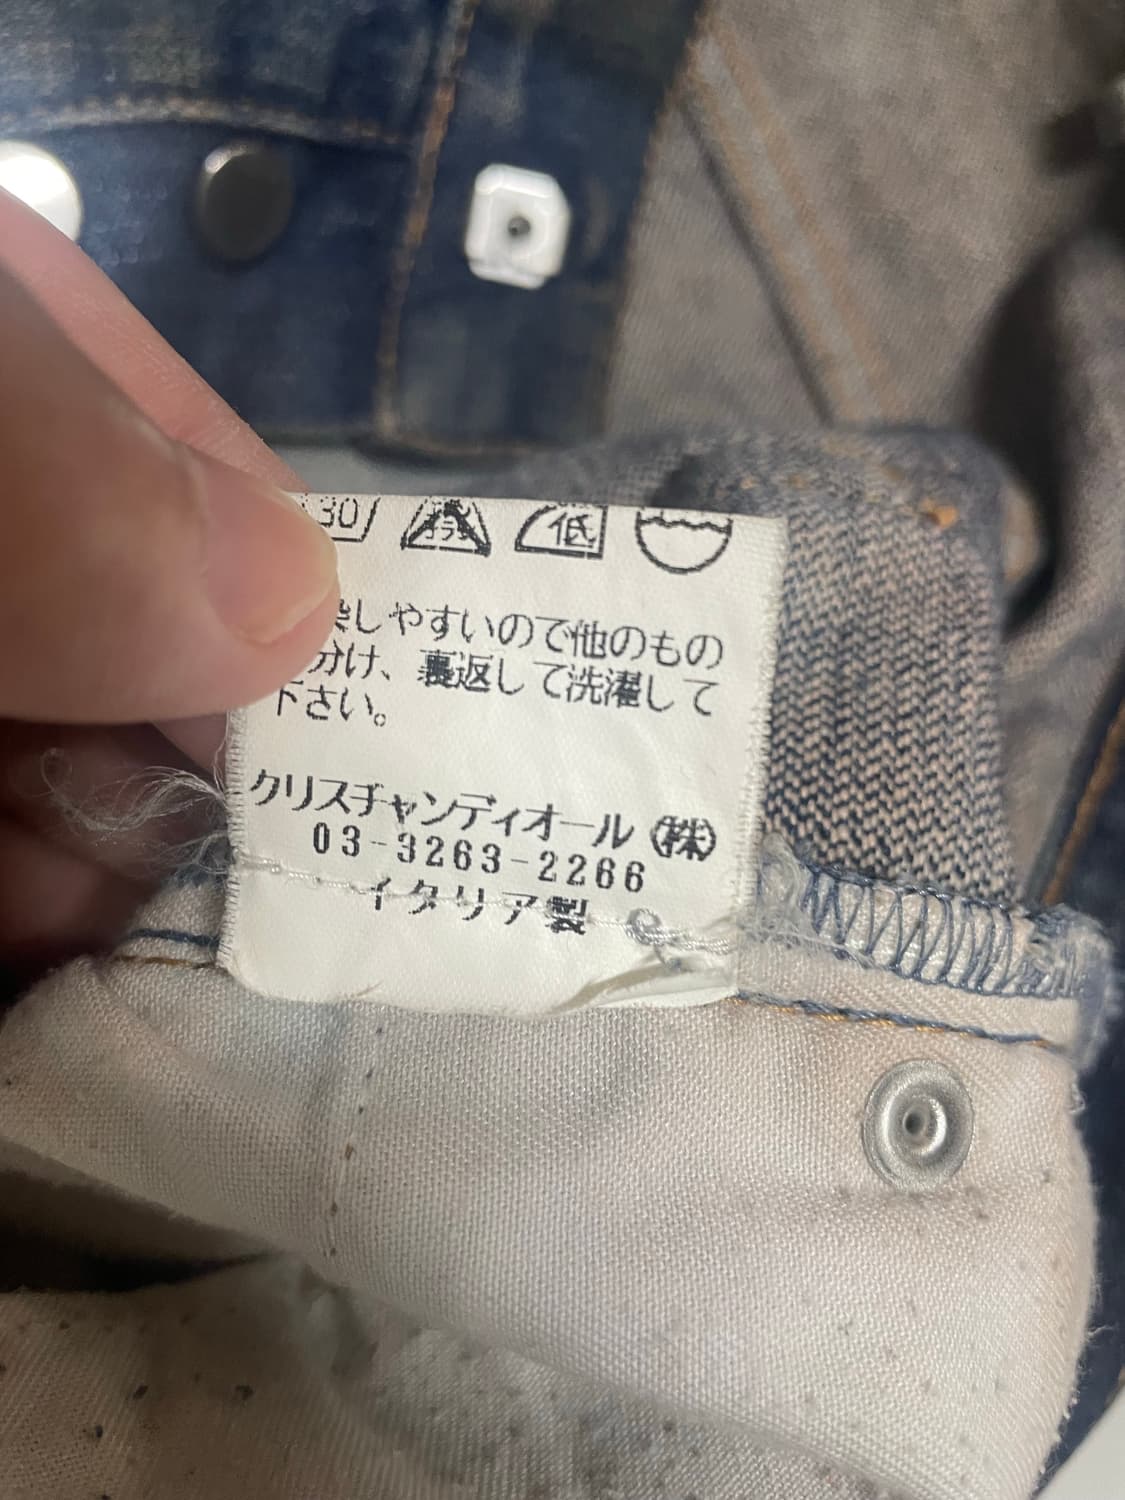 30
低
染しやすいので他のもの
分け、裏返して洗濯して
下さい。
クリスチャンディオール㈱
03-3263-2266
イタリア製